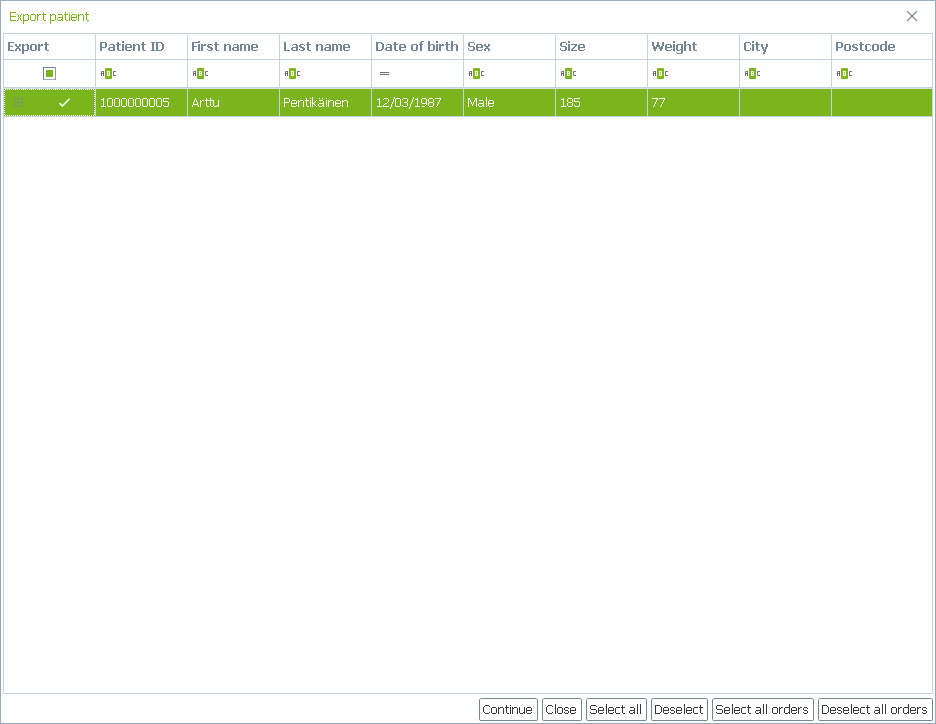 Export patient
Export Patient ID First name Last name Date of birth Sex Size Weight City Postcode
ABC ABC ABC = ABC ABC ABC ABC ABC
1000000005 Arttu Pentikäinen 12/03/1987 Male 185 77
Continue Close Select all Deselect Select all orders Deselect all orders